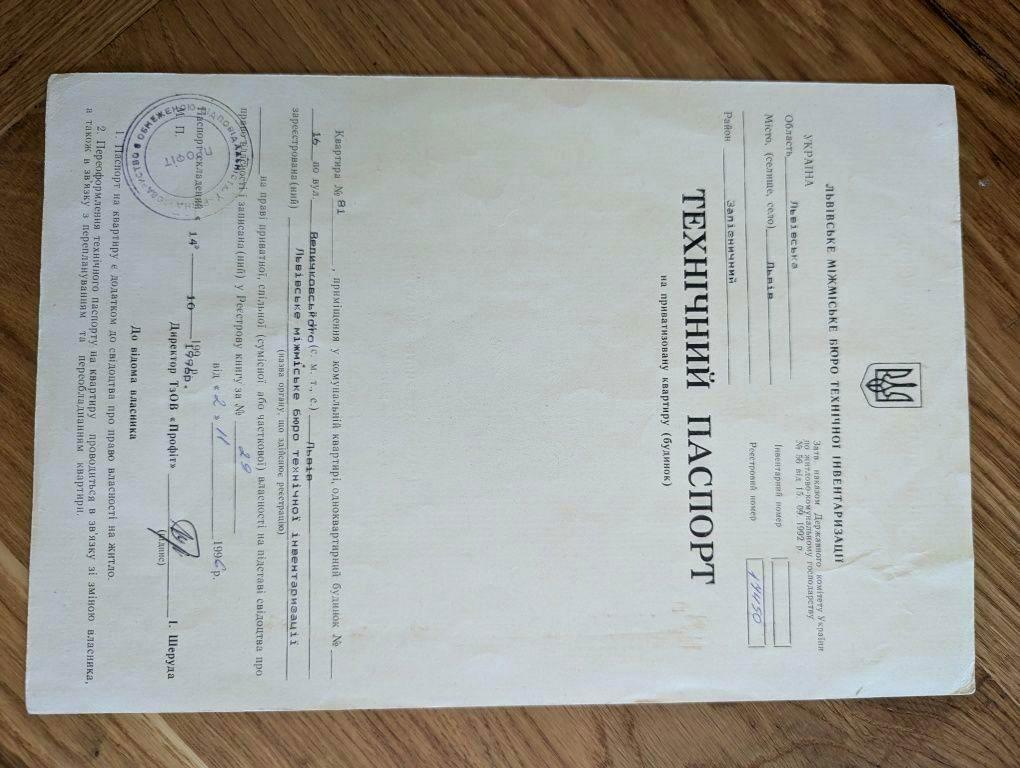 ЛЬВІВСЬКЕ МІЖМІСЬКЕ БЮРО ТЕХНІЧНОЇ ІНВЕНТАРИЗАЦІЇ
УКРАЇНА
Область Львівська
Місто, (селище, село) Львів
Район Залізничний
Затв. наказом Державного комітету України
по житлово-комунальному господарству
№ 56 від 15. 09. 1992 р.
Інвентарний номер
Реєстровий номер 17450
ТЕХНІЧНИЙ ПАСПОРТ
на приватизовану квартиру (будинок)
Квартира № 81, приміщення у комунальній квартирі, одноквартирний будинок №
16 по вул. (с. м. т., с.) Львів
зареєстрована (ний) Львівське міжміське бюро технічної інвентаризації
(назва органу, що здійснює реєстрацію)
на праві приватної, спільної (сумісної або часткової) власності на підставі свідоцтва про
право власності і записана (ний) у Реєстрову книгу за № 29
від «2» 11 1996 р.
Паспорт складений « 14" 10 199 р.
1996р.
М. П.
Директор ТзОВ «Профіт» І. Шеруда
(підпис)
До відома власника
1. Паспорт на квартиру є додатком до свідоцтва про право власності на житло.
2. Переоформлення технічного паспорту на квартиру проводиться в зв'язку зі зміною власника,
а також в зв'язку з переплануванням та переобладнанням квартири.